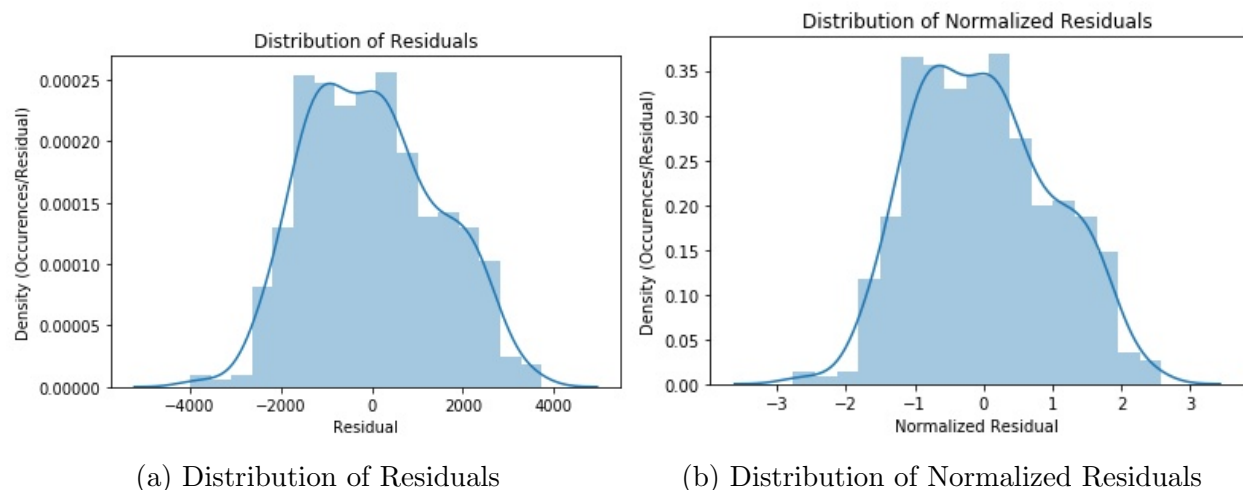 Distribution of Residuals
0.00025
0.00020
0.00015
0.00010
0.00005
0.00000
Density (Occurences/Residual)
−4000 −2000 0 2000 4000
Residual
(a) Distribution of Residuals
Distribution of Normalized Residuals
0.35
0.30
0.25
0.20
0.15
0.10
0.05
0.00
Density (Occurences/Residual)
−3 −2 −1 0 1 2 3
Normalized Residual
(b) Distribution of Normalized Residuals